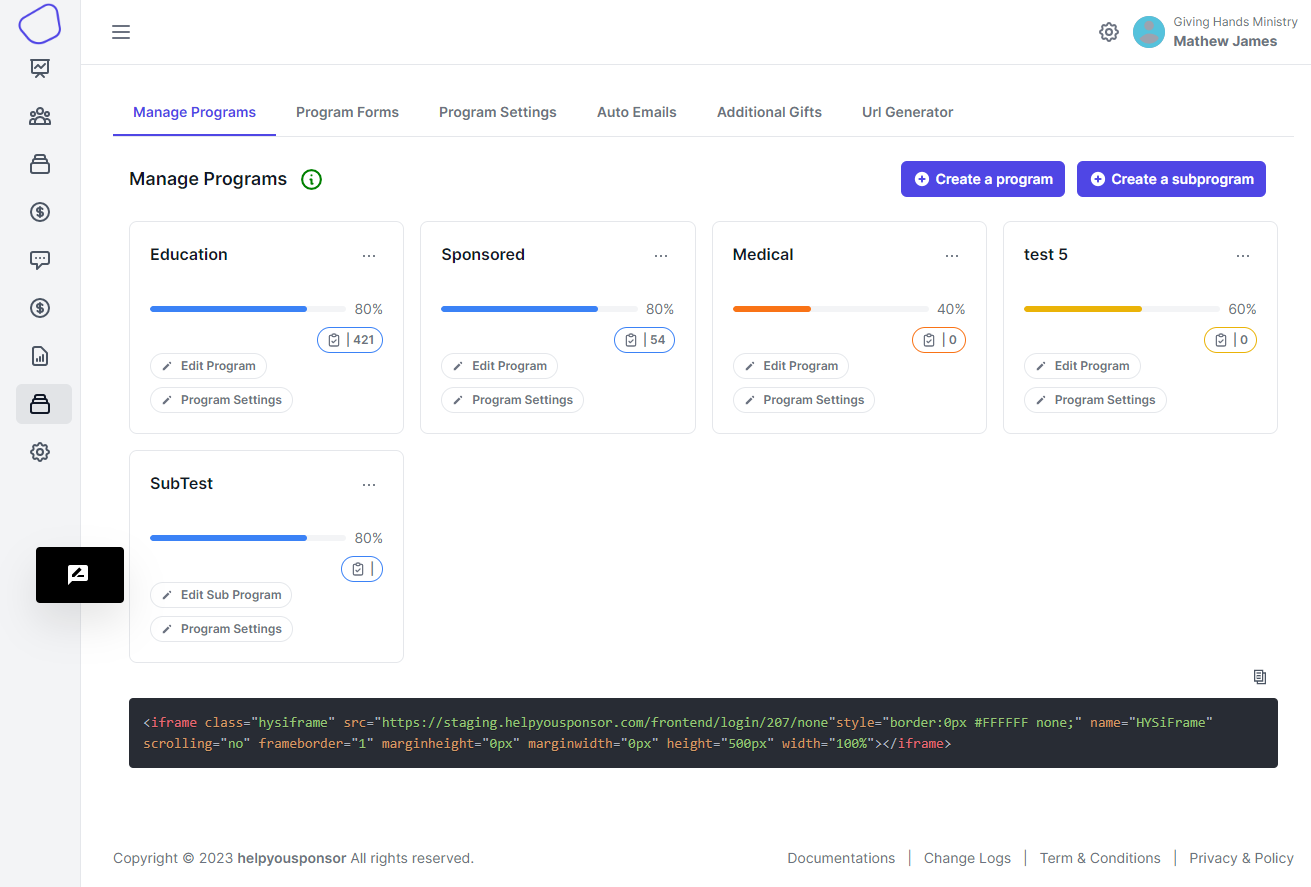 Giving Hands Ministry
Mathew James
Manage Programs Program Forms Program Settings Auto Emails Additional Gifts Url Generator
Manage Programs Create a program Create a subprogram
Education ... Sponsored ... Medical ... test 5 ...
80% 80% 40% 60%
| 421 | 54 | 0 | 0
Edit Program Edit Program Edit Program Edit Program
Program Settings Program Settings Program Settings Program Settings
SubTest ...
80%
|
Edit Sub Program
Program Settings
<iframe class="hysiframe" src="https://staging.helpyousponsor.com/frontend/login/207/none"style="border:0px #FFFFFF none;" name="HYSiFrame"
scrolling="no" frameborder="1" marginheight="0px" marginwidth="0px" height="500px" width="100%"></iframe>
Copyright © 2023 helpyousponsor All rights reserved. Documentations | Change Logs | Term & Conditions | Privacy & Policy